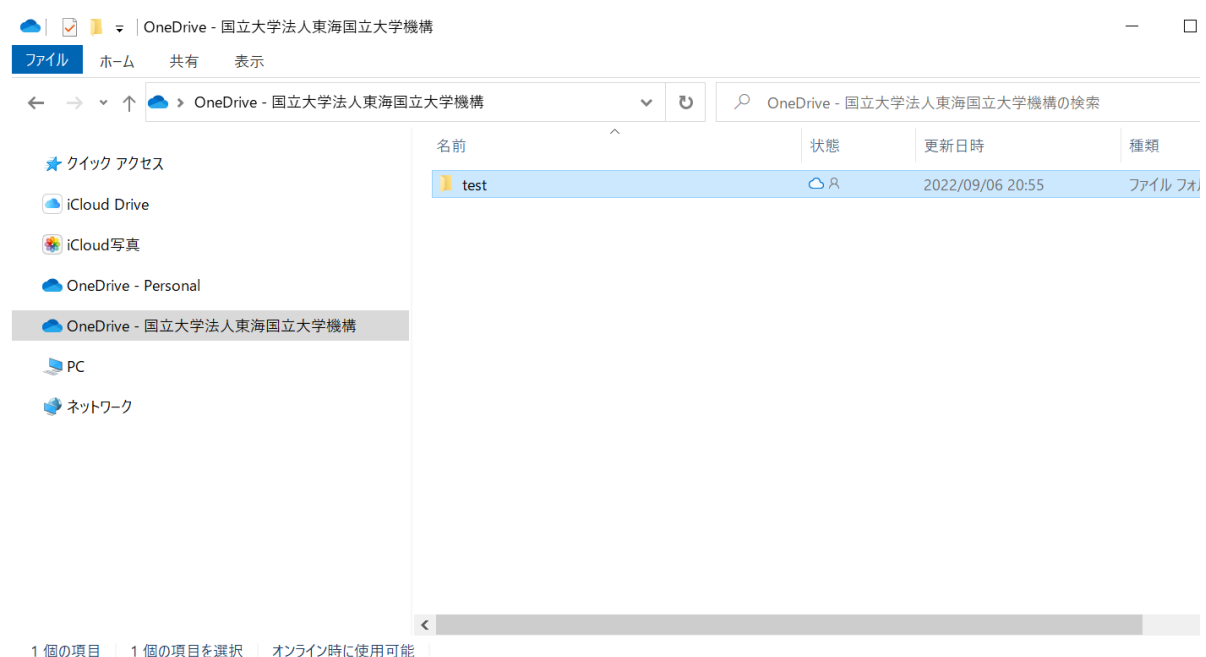 OneDrive - 国立大学法人東海国立大学機構
ファイル ホーム 共有 表示
OneDrive - 国立大学法人東海国立大学機構 OneDrive - 国立大学法人東海国立大学機構の検索
名前 状態 更新日時 種類
クイック アクセス
test 2022/09/06 20:55 ファイル フォ
iCloud Drive
iCloud写真
OneDrive - Personal
OneDrive - 国立大学法人東海国立大学機構
PC
ネットワーク
1 個の項目 1 個の項目を選択 オンライン時に使用可能